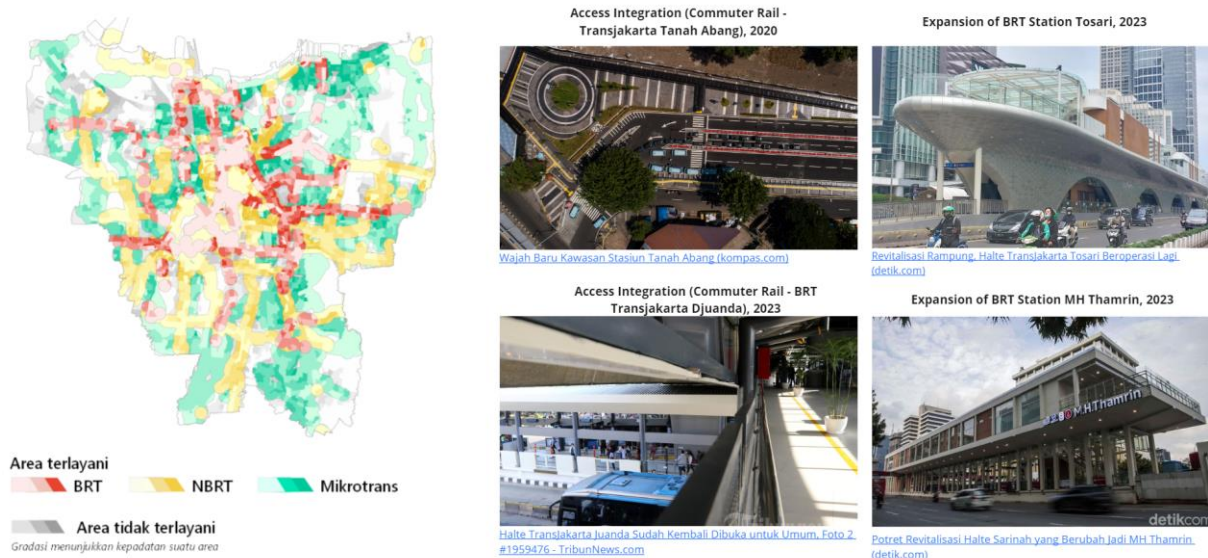 Area terlayani
BRT
NBRT
Mikrotrans
Area tidak terlayani
Gradasi menunjukkan kepadatan suatu area
Access Integration (Commuter Rail -
Transjakarta Tanah Abang), 2020
Wajah Baru Kawasan Stasiun Tanah Abang (kompas.com)
Expansion of BRT Station Tosari, 2023
Revitalisasi Rampung, Halte TransJakarta Tosari Beroperasi Lagi
(detik.com)
Access Integration (Commuter Rail - BRT
Transjakarta Djuanda), 2023
Halte TransJakarta Juanda Sudah Kembali Dibuka untuk Umum, Foto 2
#1959476 - TribunNews.com
Expansion of BRT Station MH Thamrin, 2023
M.H.Thamrin
detikcom
Potret Revitalisasi Halte Sarinah yang Berubah Jadi MH Thamrin
(detik.com)